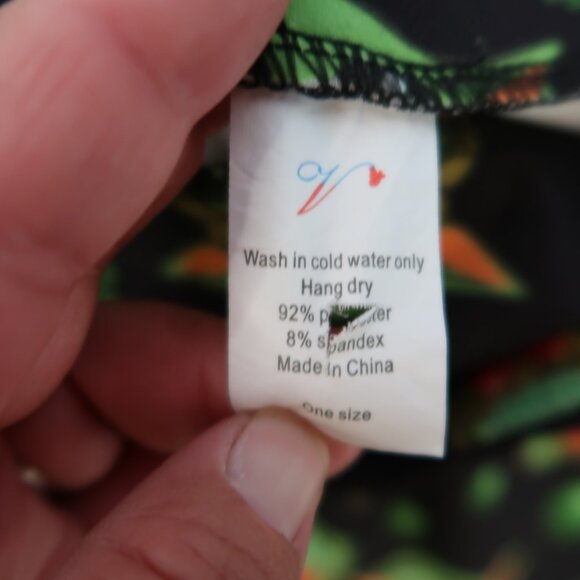 Wash in cold water only
Hang dry
92%
8% spandex
Made in China
One size